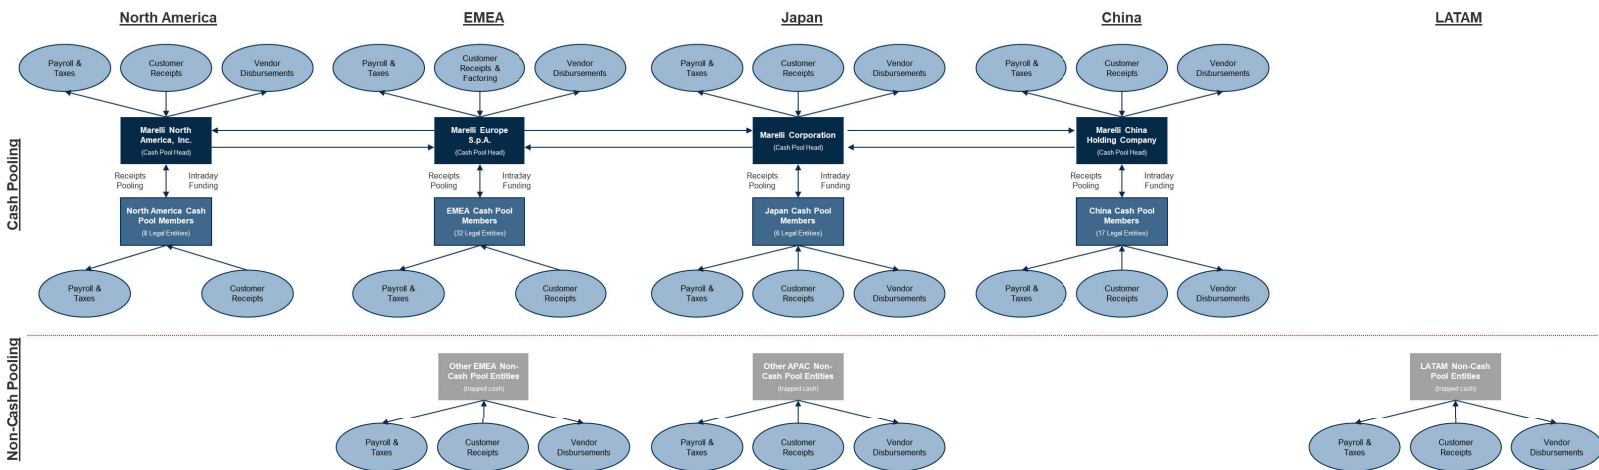 North America
EMEA
Japan
China
LATAM
Payroll &
Taxes
Customer
Receipts
Vendor
Disbursements
Payroll &
Taxes
Customer
Receipts &
Factoring
Vendor
Disbursements
Payroll &
Taxes
Customer
Receipts
Vendor
Disbursements
Payroll &
Taxes
Customer
Receipts
Vendor
Disbursements
Cash Pooling
Marelli North
America, Inc.
(Cash Pool Head)
Marelli Europe
S.p.A.
(Cash Pool Head)
Marelli Corporation
(Cash Pool Head)
Marelli China
Holding Company
(Cash Pool Head)
Receipts
Pooling
Intraday
Funding
Receipts
Pooling
Intraday
Funding
Receipts
Pooling
Intraday
Funding
Receipts
Pooling
Intraday
Funding
North America Cash
Pool Members
(8 Legal Entities)
EMEA Cash Pool
Members
(32 Legal Entities)
Japan Cash Pool
Members
(6 Legal Entities)
China Cash Pool
Members
(17 Legal Entities)
Payroll &
Taxes
Customer
Receipts
Payroll &
Taxes
Customer
Receipts
Payroll &
Taxes
Customer
Receipts
Vendor
Disbursements
Payroll &
Taxes
Customer
Receipts
Vendor
Disbursements
Non-Cash Pooling
Other EMEA Non-
Cash Pool Entities
(trapped cash)
Other APAC Non-
Cash Pool Entities
(trapped cash)
LATAM Non-Cash
Pool Entities
(trapped cash)
Payroll &
Taxes
Customer
Receipts
Vendor
Disbursements
Payroll &
Taxes
Customer
Receipts
Vendor
Disbursements
Payroll &
Taxes
Customer
Receipts
Vendor
Disbursements